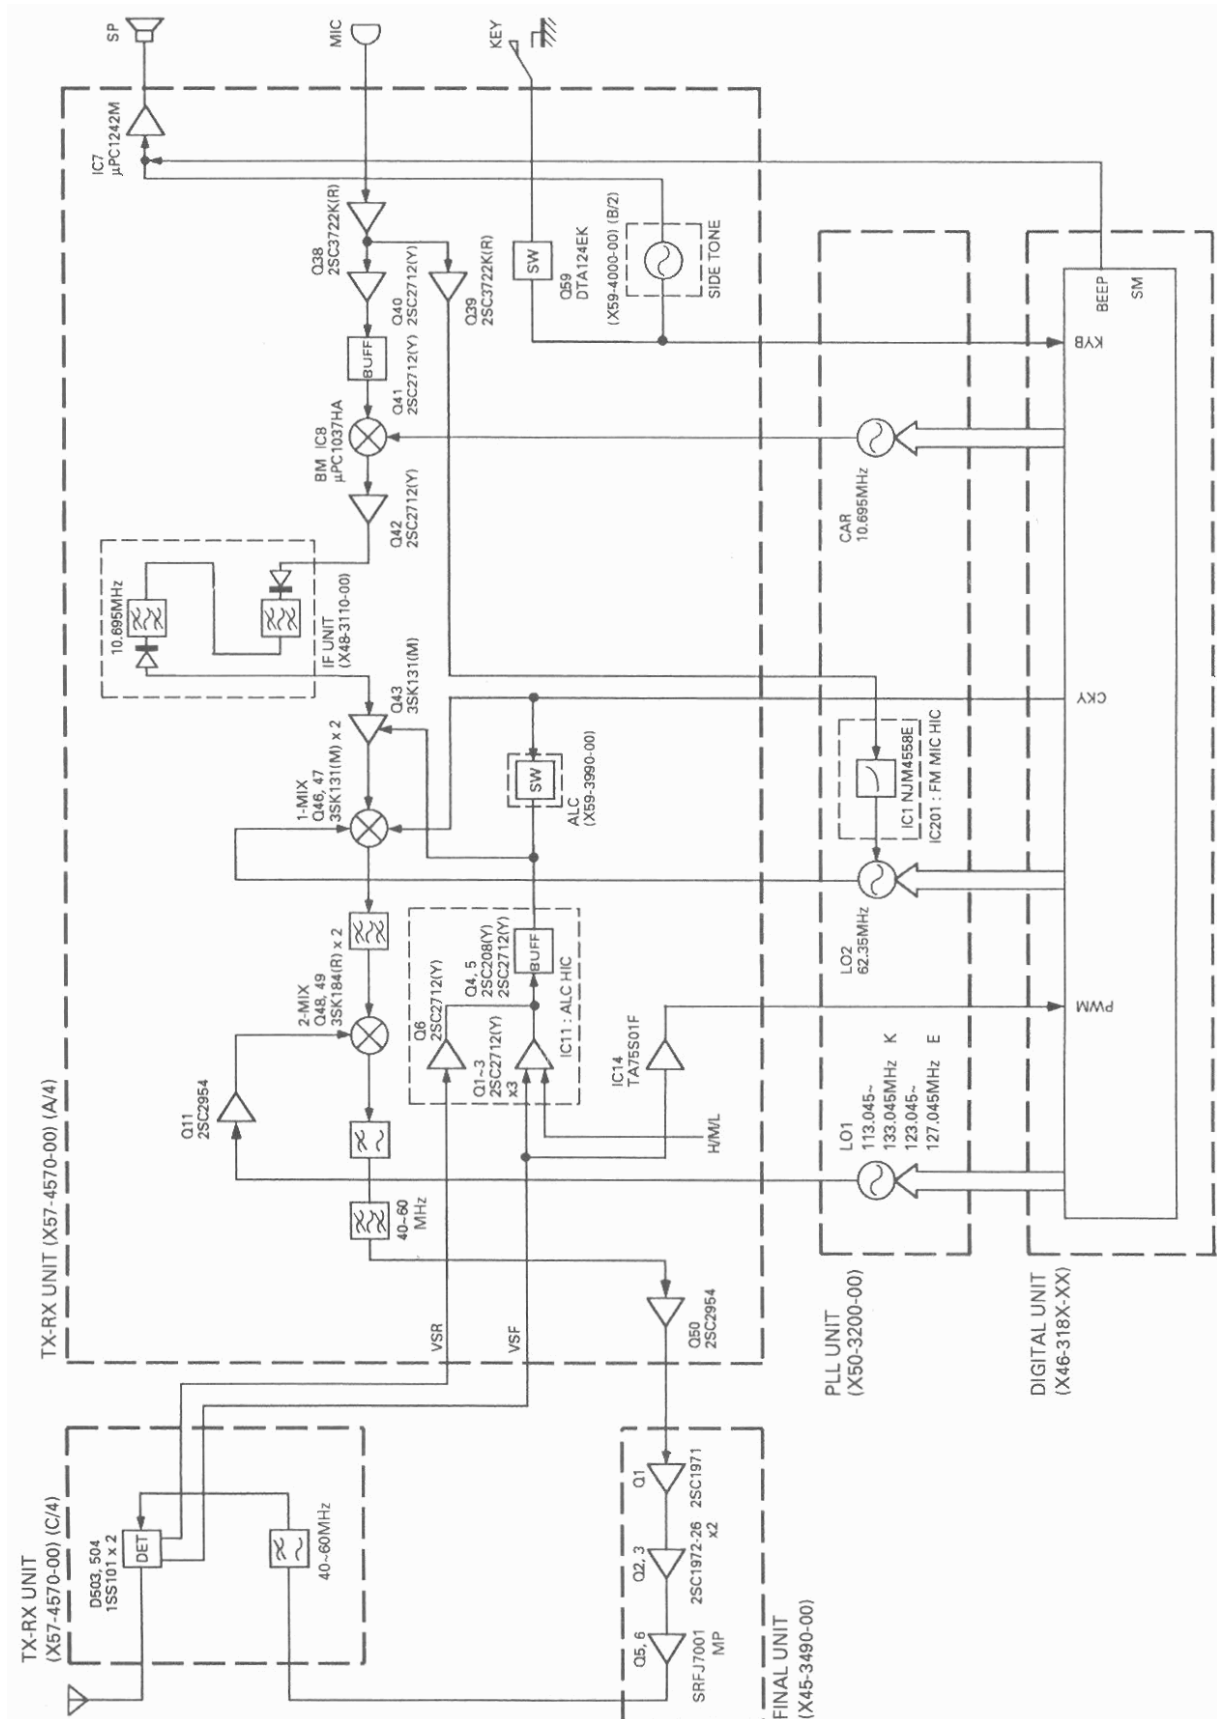 SP
MIC
KEY
IC7
µPC1242M
Q38
2SC3722K(R)
Q40
2SC2712(Y)
Q39
2SC3722K(R)
BUFF
Q41
2SC2712(Y)
BM IC8
µPC1037HA
Q42
2SC2712(Y)
SW
Q59
DTA124EK
(X59-4000-00) (B/2)
SIDE TONE
10.695MHz
IF UNIT
(X48-3110-00)
Q43
3SK131(M)
1-MIX
Q46, 47
3SK131(M) x 2
SW
ALC
(X59-3990-00)
2-MIX
Q48, 49
3SK184(R) x 2
Q6
2SC2712(Y)
Q4, 5
2SC208(Y)
2SC2712(Y)
BUFF
Q1~3
2SC2712(Y)
x3
IC11 : ALC HIC
IC14
TA75S01F
H/M/L
Q11
2SC2954
40~60
MHz
VSR
VSF
Q50
2SC2954
TX-RX UNIT (X57-4570-00) (A/4)
BEEP
SM
KYB
CAR
10.695MHz
CKY
IC1 NJM4558E
IC201 : FM MIC HIC
LO2
62.35MHz
PWM
LO1
113.045~
133.045MHz K
123.045~
127.045MHz E
PLL UNIT
(X50-3200-00)
DIGITAL UNIT
(X46-318X-XX)
TX-RX UNIT
(X57-4570-00) (C/4)
D503, 504
1SS101 x 2
DET
40~60MHz
Q1
2SC1971
Q2, 3
2SC1972-26
x2
Q5, 6
SRFJ7001
MP
FINAL UNIT
(X45-3490-00)